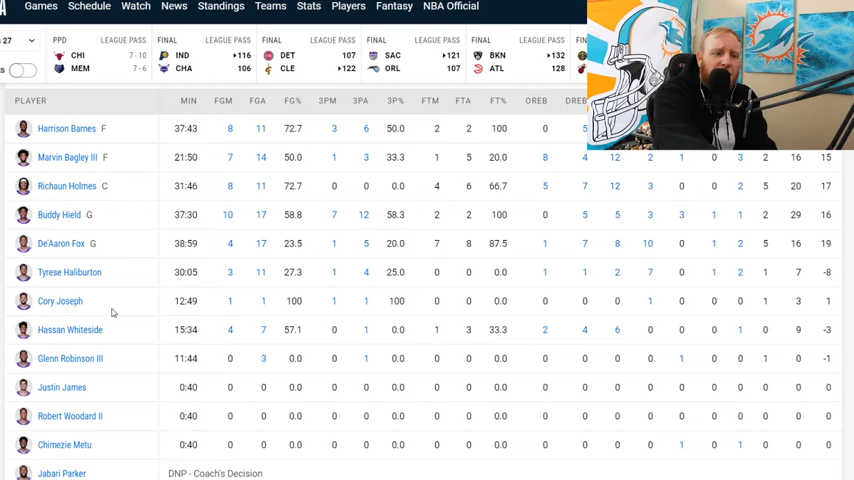 Games Schedule Watch News Standings Teams Stats Players Fantasy NBA Official
27 PPD LEAGUE PASS FINAL LEAGUE PASS FINAL LEAGUE PASS FINAL LEAGUE PASS FINAL LEAGUE PASS FINAL
CHI 7 - 10 IND 116 DET 107 SAC 121 BKN 132
MEM 7 - 6 CHA 106 CLE 122 ORL 107 ATL 128
PLAYER MIN FGM FGA FG% 3PM 3PA 3P% FTM FTA FT% OREB DREB
Harrison Barnes F 37:43 8 11 72.7 3 6 50.0 2 2 100 0 5
Marvin Bagley III F 21:50 7 14 50.0 1 3 33.3 1 5 20.0 8 4 12 2 1 0 3 2 16 15
Richaun Holmes C 31:46 8 11 72.7 0 0 0.0 4 6 66.7 5 7 12 3 0 0 2 5 20 17
Buddy Hield G 37:30 10 17 58.8 7 12 58.3 2 2 100 0 5 5 3 3 1 1 2 29 16
De'Aaron Fox G 38:59 4 17 23.5 1 5 20.0 7 8 87.5 1 7 8 10 0 1 2 5 16 19
Tyrese Haliburton 30:05 3 11 27.3 1 4 25.0 0 0 0.0 1 1 2 7 0 1 2 1 7 -8
Cory Joseph 12:49 1 1 100 1 1 100 0 0 0.0 0 0 0 1 0 0 0 1 3 1
Hassan Whiteside 15:34 4 7 57.1 0 1 0.0 1 3 33.3 2 4 6 0 0 0 1 0 9 -3
Glenn Robinson III 11:44 0 3 0.0 0 1 0.0 0 0 0.0 0 0 0 0 1 0 0 1 0 -1
Justin James 0:40 0 0 0.0 0 0 0.0 0 0 0.0 0 0 0 0 0 0 0 0 0 0
Robert Woodard II 0:40 0 0 0.0 0 0 0.0 0 0 0.0 0 0 0 0 0 0 0 0 0 0
Chimezie Metu 0:40 0 0 0.0 0 0 0.0 0 0 0.0 0 0 0 0 1 0 1 0 0 0
Jabari Parker DNP - Coach's Decision